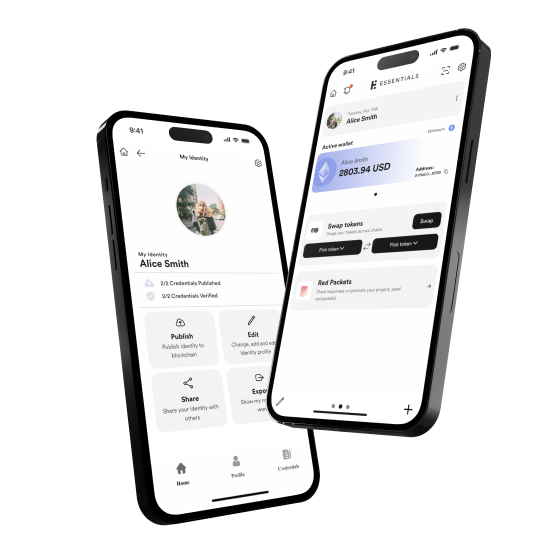 9:41
My Identity
My Identity
Alice Smith
2/2 Credentials Published
2/2 Credentials Verified
Publish
Publish identity to
blockchain
Edit
Change, add and edi
Identity profile
Share
Share your Identity with
others
Expo
Show my
Home
Profile
Credentials
9:41
ESSENTIALS
Alice Smith
Active wallet
Ethereum
Alice Smith
2803.94 USD
Address:
Swap tokens
Swap your tokens across chains
Swap
Pick token
Pick token
Red Packets
Share happiness or promote your project, send
red packets!